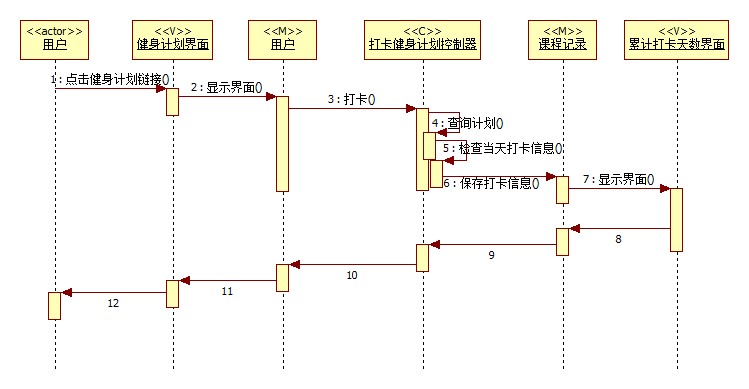 <<actor>>
用户
<<V>>
健身计划界面
<<M>>
用户
<<C>>
打卡健身计划控制器
<<M>>
课程记录
<<V>>
累计打卡天数界面
1 : 点击健身计划链接()
2 : 显示界面()
3 : 打卡()
4 : 查询计划()
5 : 检查当天打卡信息()
6 : 保存打卡信息()
7 : 显示界面()
8
9
10
11
12